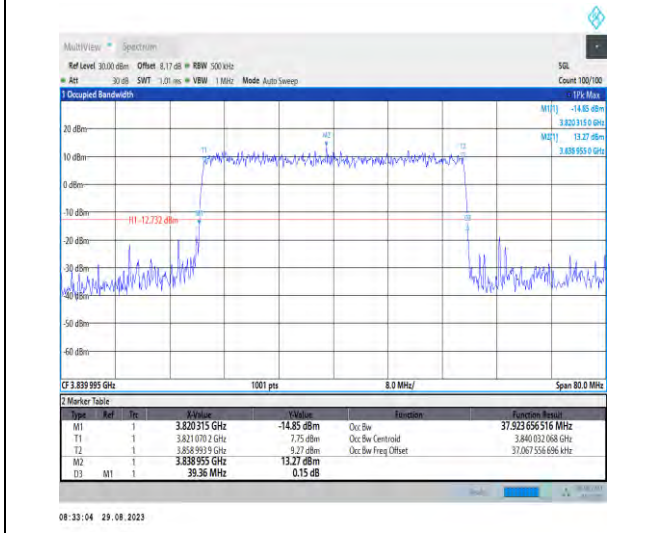 MultiView Spectrum
Ref Level 30.00 dBm Offset 8.17 dB RBW 500 kHz SGL
Att 30 dB SWT 1.01 ms VBW 1 MHz Mode Auto Sweep Count 100/100
1 Occupied Bandwidth 1Pk Max
M1[1] -14.85 dBm
3.820315 0 GHz
M2[1] 13.27 dBm
3.838 955 0 GHz
20 dBm
10 dBm
0 dBm
-10 dBm
H1 -12.732 dBm
-20 dBm
-30 dBm
-40 dBm
-50 dBm
-60 dBm
T1
M2
T2
M1
CF 3.839 995 GHz 1001 pts 8.0 MHz/ Span 80.0 MHz
2 Marker Table
Type Ref Trc X-Value Y-Value Function Function Result
M1 1 3.820315 GHz -14.85 dBm Occ Bw 37.923 656 516 MHz
T1 1 3.821 070 2 GHz 7.75 dBm Occ Bw Centroid 3.840 032 068 GHz
T2 1 3.858 993 9 GHz 9.27 dBm Occ Bw Freq Offset 37.067 556 696 kHz
M2 1 3.838 955 GHz 13.27 dBm
D3 M1 1 39.36 MHz 0.15 dB
08:33:04 29.08.2023